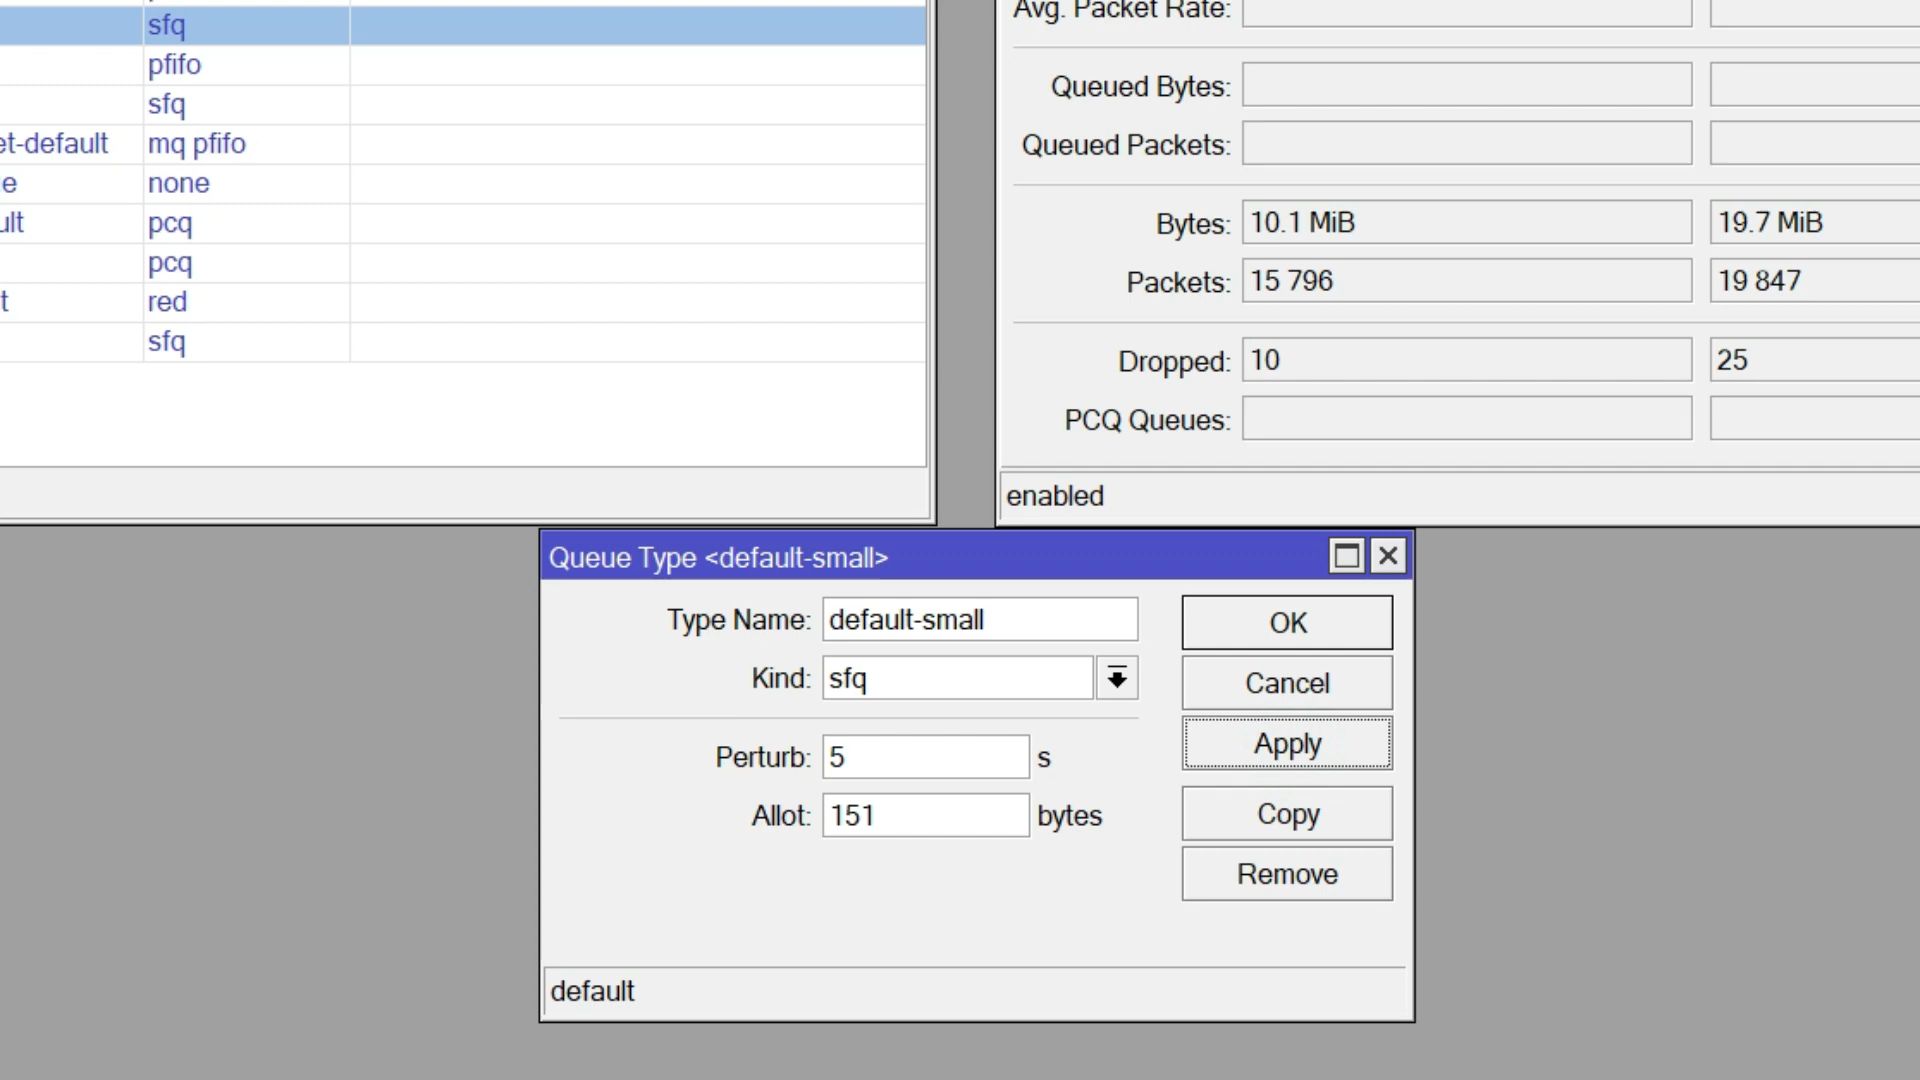 sfq
pfifo
sfq
et-default mq pfifo
e none
ult pcq
pcq
t red
sfq
Avg. Packet Rate:
Queued Bytes:
Queued Packets:
Bytes: 10.1 MiB 19.7 MiB
Packets: 15 796 19 847
Dropped: 10 25
PCQ Queues:
enabled
Queue Type <default-small>
Type Name: default-small
Kind: sfq
Perturb: 5 s
Allot: 151 bytes
OK
Cancel
Apply
Copy
Remove
default